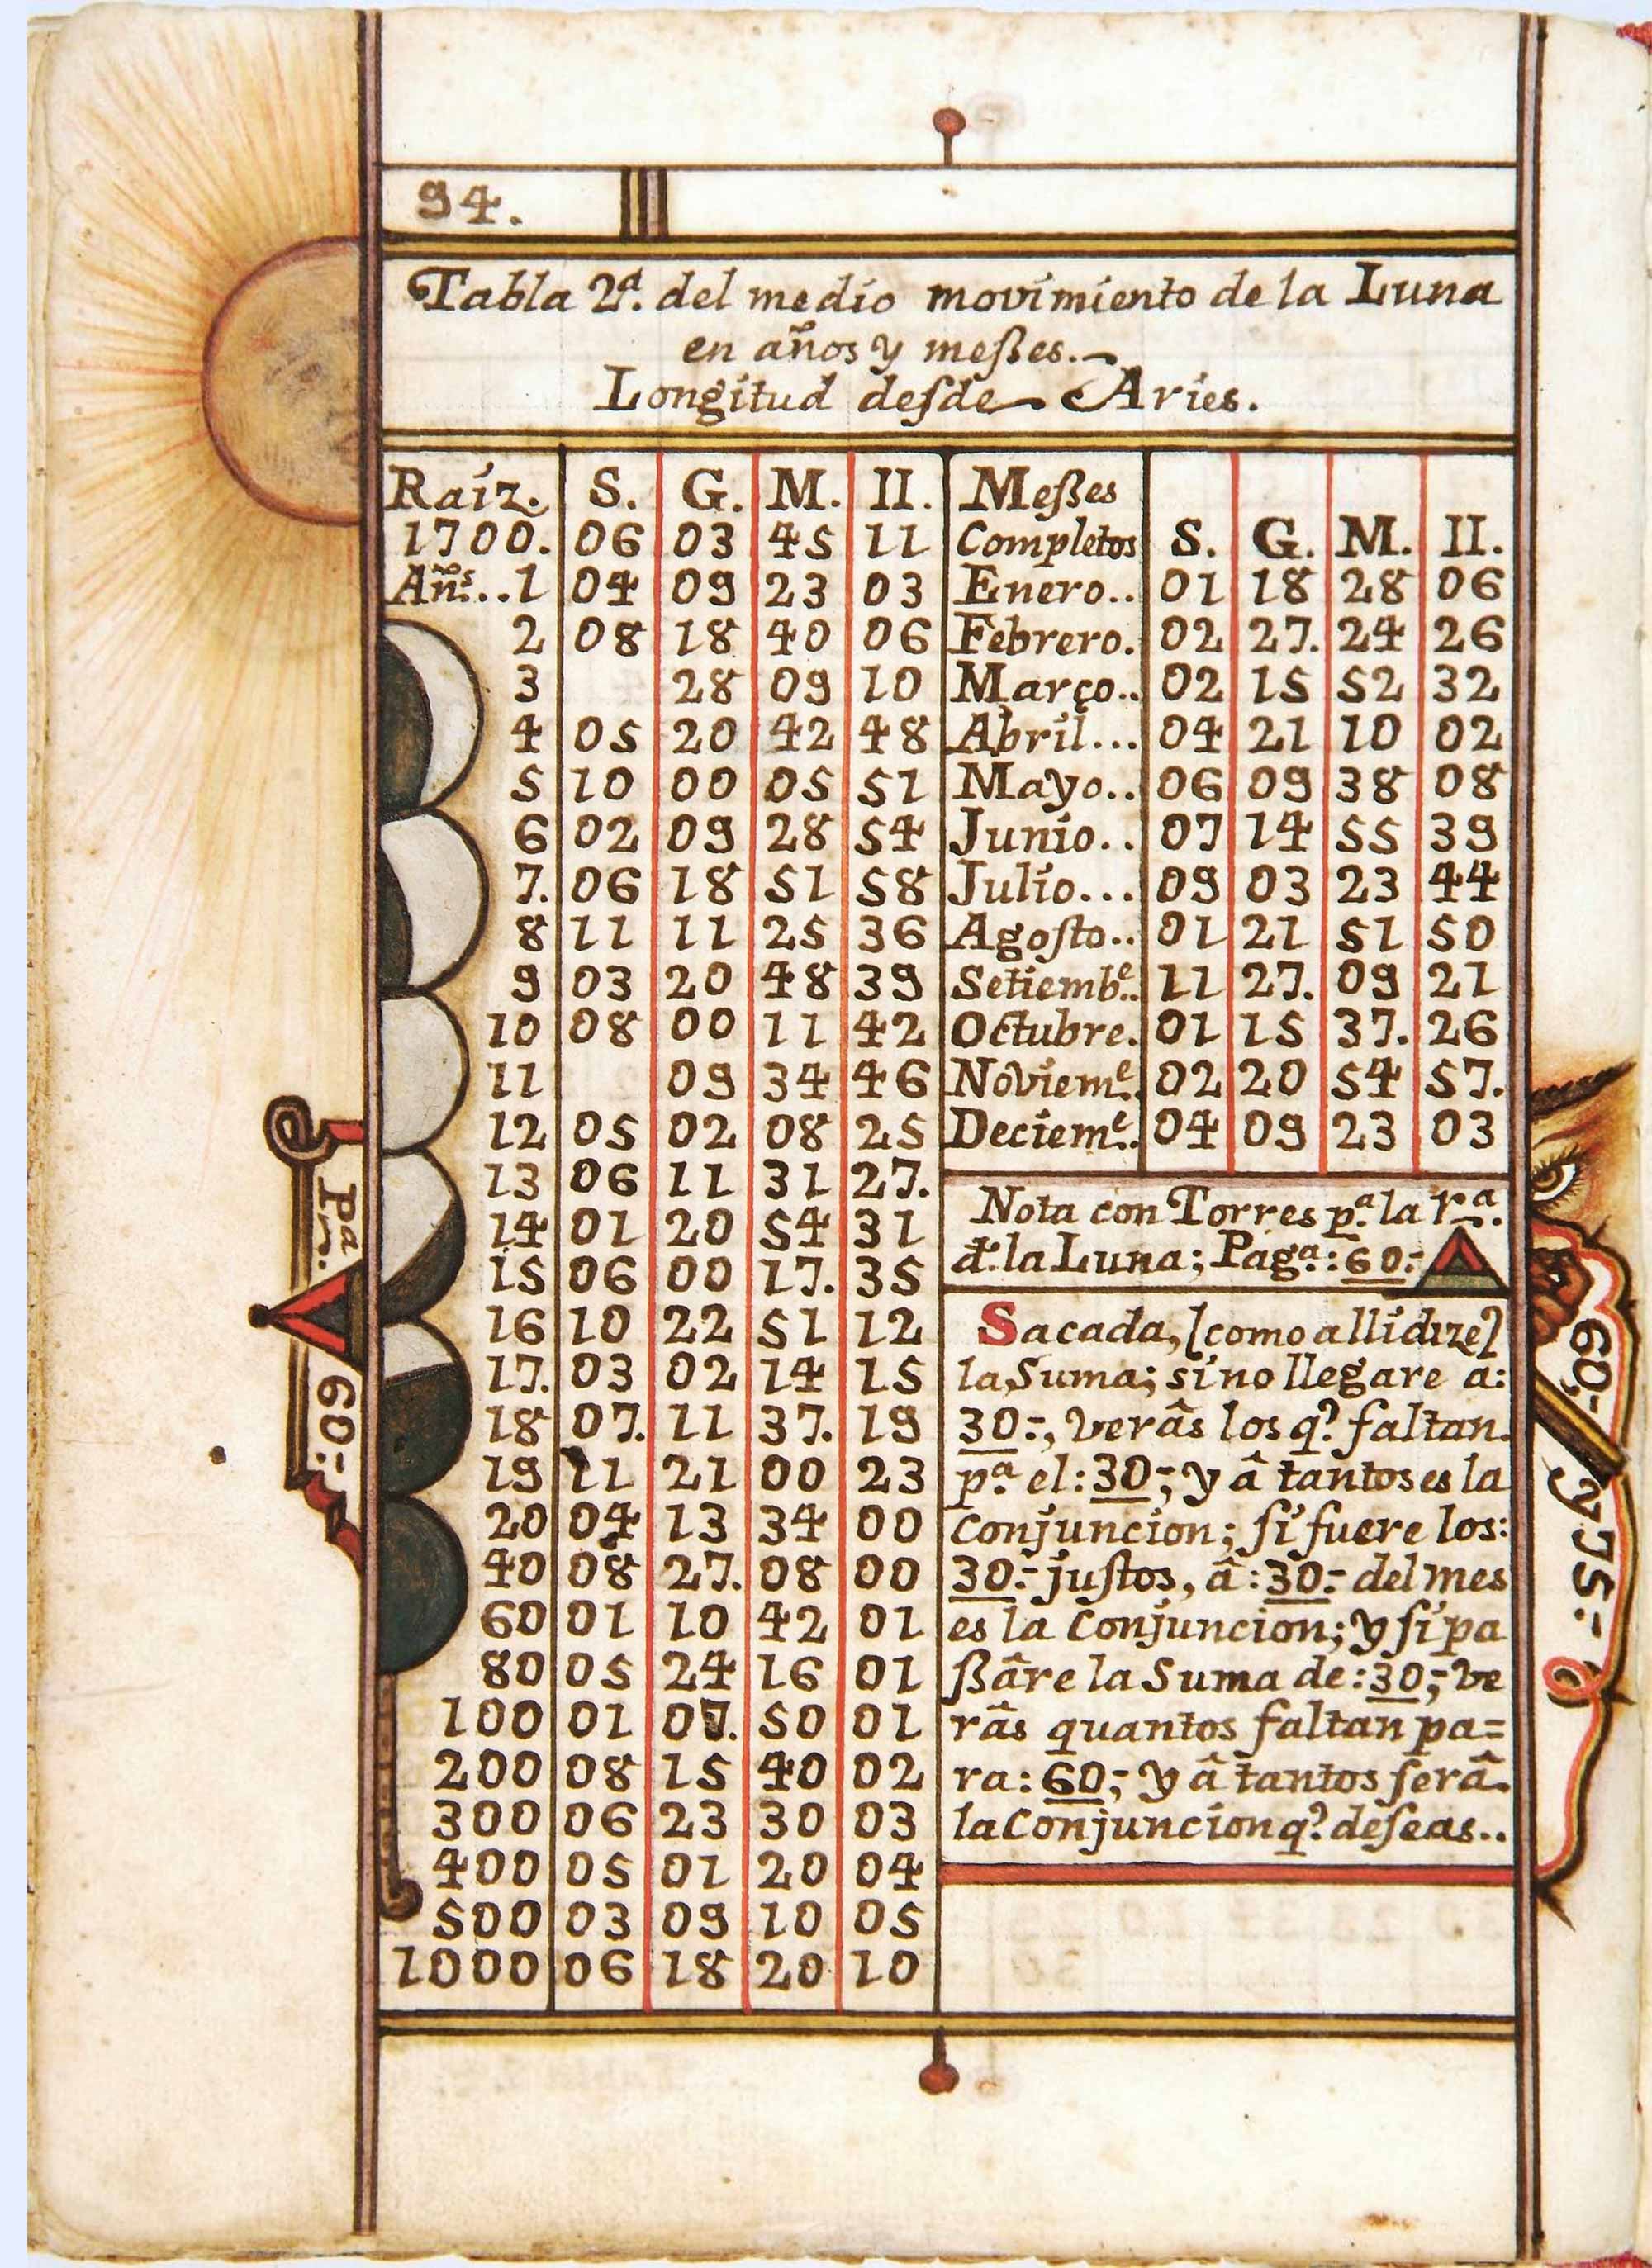 94.
Tabla 2ª. del medio movimiento de la Luna
en años y meßes.
Longitud deſde Aries.
Raíz. S. G. M. II.
1700. 06 03 45 11
Añ.s..1 04 09 23 03
2 08 18 40 06
3 28 09 10
4 05 20 42 48
5 10 00 05 51
6 02 09 28 54
7. 06 18 51 58
8 11 11 25 36
9 03 20 48 39
10 08 00 11 42
11 09 34 46
12 05 02 08 25
13 06 11 31 27.
14 01 20 54 31
15 06 00 17. 35
16 10 22 51 12
17. 03 02 14 15
18 07. 11 37. 19
19 11 21 00 23
20 04 13 34 00
40 08 27. 08 00
60 01 10 42 01
80 05 24 16 01
100 01 07. 50 01
200 08 15 40 02
300 06 23 30 03
400 05 01 20 04
500 03 09 10 05
1000 06 18 20 10
Meßes
Completos S. G. M. II.
Enero.. 01 18 28 06
Febrero. 02 27. 24 26
Março.. 02 15 52 32
Abril... 04 21 10 02
Mayo.. 06 09 38 08
Junio.. 07 14 55 39
Julio... 09 03 23 44
Agoſto.. 01 21 51 50
Setiemb.e. 11 27. 09 21
Octubre. 01 15 37. 26
Noviem.e 02 20 54 57.
Deciem.e. 04 09 23 03
Nota con Torres p.ª la r.ª.
d.e la Luna; Pag.ª: 60:-
Sacada, [como alli dize]
la Suma; si no llegare a:
30:-, verâs los q.e faltan.
p.ª el: 30:-; y â tantos es la
Conjuncion; ſi fuere los:
30:- juſtos, â: 30:- del mes
es la Conjuncion; y ſi pa
ßâre la Suma de: 30:-; ve
râs quantos faltan pa=
ra: 60:-; y â tantos ſerâ
la Conjuncion q.e deſeas..
Pª
60:-
60:- y 75:-